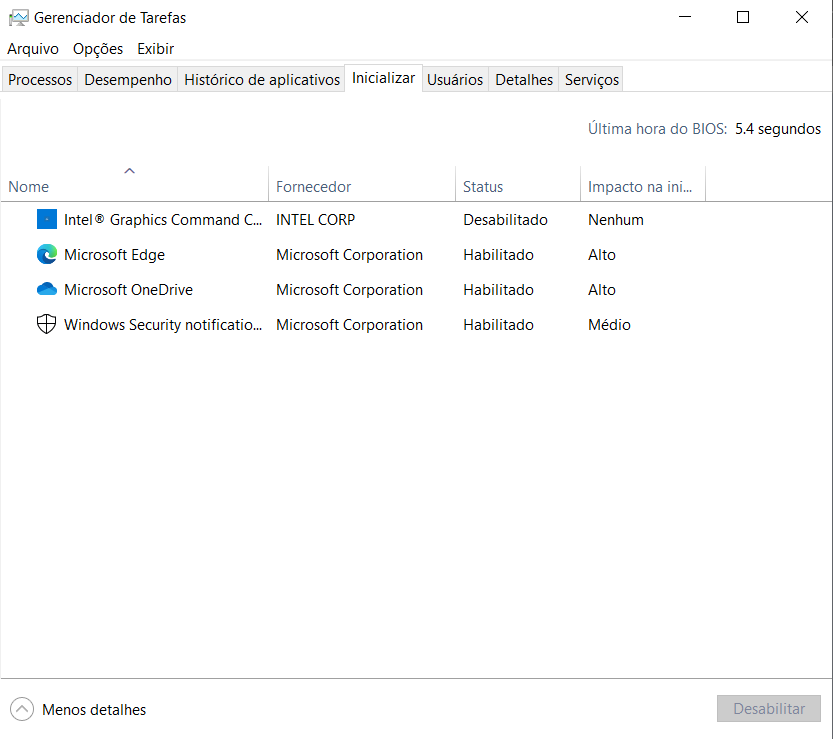 Gerenciador de Tarefas
Arquivo Opções Exibir
Processos Desempenho Histórico de aplicativos Inicializar Usuários Detalhes Serviços
Última hora do BIOS: 5.4 segundos
Nome Fornecedor Status Impacto na ini...
Intel® Graphics Command C... INTEL CORP Desabilitado Nenhum
Microsoft Edge Microsoft Corporation Habilitado Alto
Microsoft OneDrive Microsoft Corporation Habilitado Alto
Windows Security notificatio... Microsoft Corporation Habilitado Médio
Menos detalhes Desabilitar